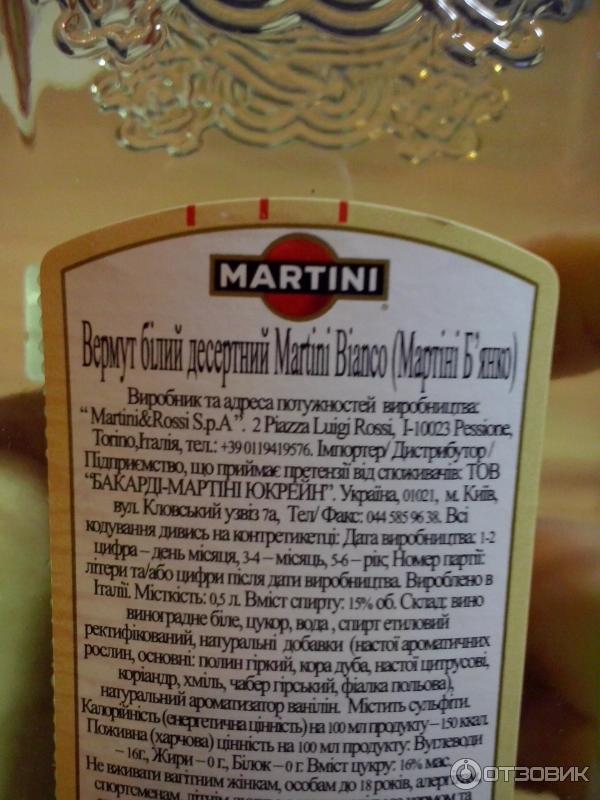 MARTINI
®
Вермут білий десертний Martini Bianco (Мартіні Б'янко)
Виробник та адреса потужностей виробництва:
“Martini&Rossi S.p.A”. 2 Piazza Luigi Rossi, I-10023 Pessione,
Torino,Італія, тел.: +39 0119419576. Імпортер/ Дистрибутор /
Підприємство, що приймає претензії від споживачів: ТОВ
“БАКАРДІ-МАРТІНІ ЮКРЕЙН”. Україна, 01021, м. Київ,
вул. Кловський узвіз 7а, Тел/ Факс: 044 585 96 38. Всі
кодування дивись на контретикетці: Дата виробництва: 1-2
цифра – день місяця, 3-4 – місяць, 5-6 – рік; Номер партії:
літери та/або цифри після дати виробництва. Вироблено в
Італії. Місткість: 0,5 л. Вміст спирту: 15% об. Склад: вино
виноградне біле, цукор, вода , спирт етиловий
ректифікований, натуральні добавки (настої ароматичних
рослин, основні: полин гіркий, кора дуба, настої цитрусові,
коріандр, хміль, чабер гірський, фіалка польова),
натуральний ароматизатор ванілін. Містить сульфіти.
Калорійність (енергетична цінність) на 100 мл продукту – 150 ккал.
Поживна (харчова) цінність на 100 мл продукту: Вуглеводи
– 16г, Жири – 0 г, Білок – 0 г. Вміст цукру: 16% мас.
Не вживати вагітним жінкам, особам до 18 років,
спортсменам,
ОТЗОВИК